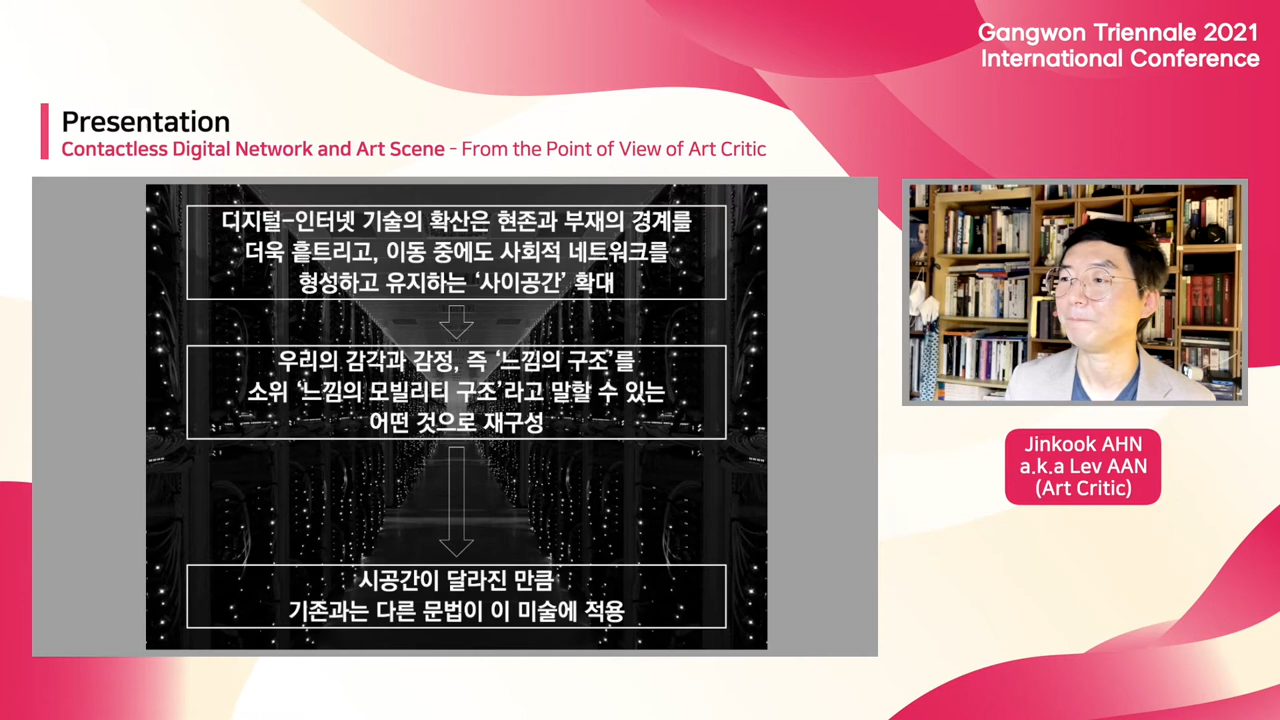 Gangwon Triennale 2021
International Conference
Presentation
Contactless Digital Network and Art Scene - From the Point of View of Art Critic
디지털-인터넷 기술의 확산은 현존과 부재의 경계를
더욱 흩트리고, 이동 중에도 사회적 네트워크를
형성하고 유지하는 ‘사이공간’ 확대
우리의 감각과 감정, 즉 ‘느낌의 구조’를
소위 ‘느낌의 모빌리티 구조’라고 말할 수 있는
어떤 것으로 재구성
시공간이 달라진 만큼
기존과는 다른 문법이 이 미술에 적용
Jinkook AHN
a.k.a Lev AAN
(Art Critic)